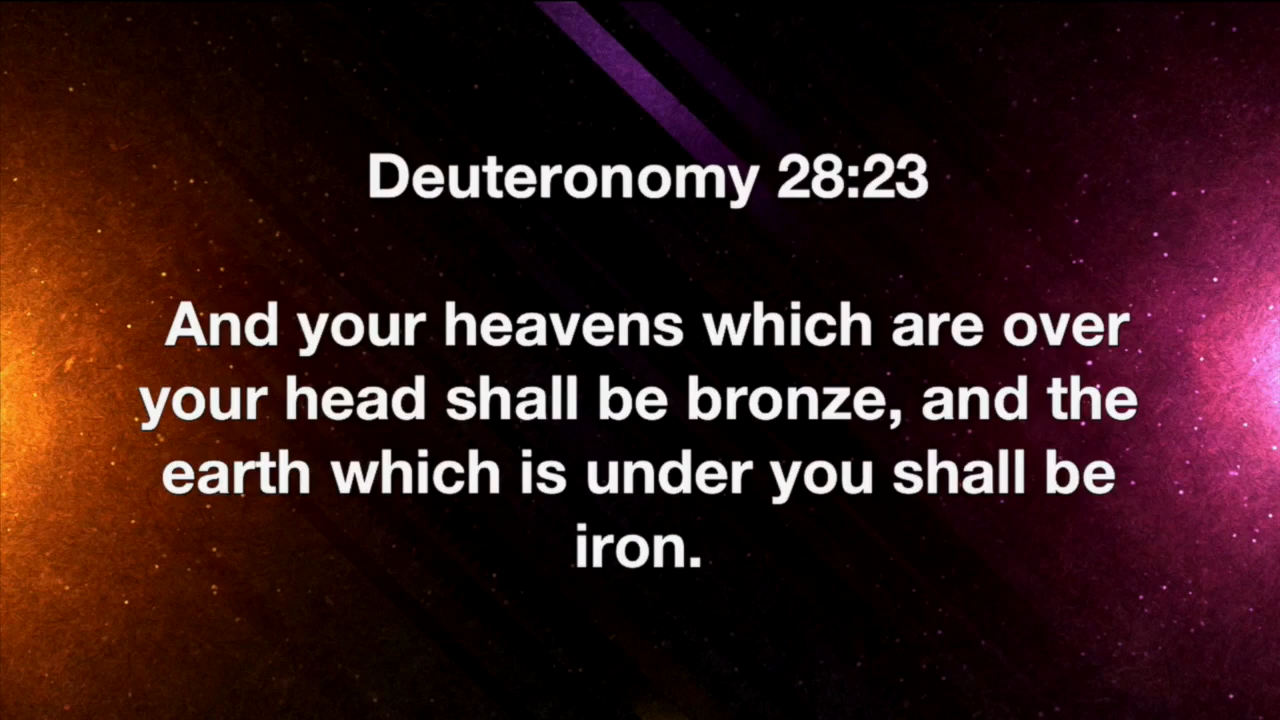 Deuteronomy 28:23
And your heavens which are over
your head shall be bronze, and the
earth which is under you shall be
iron.